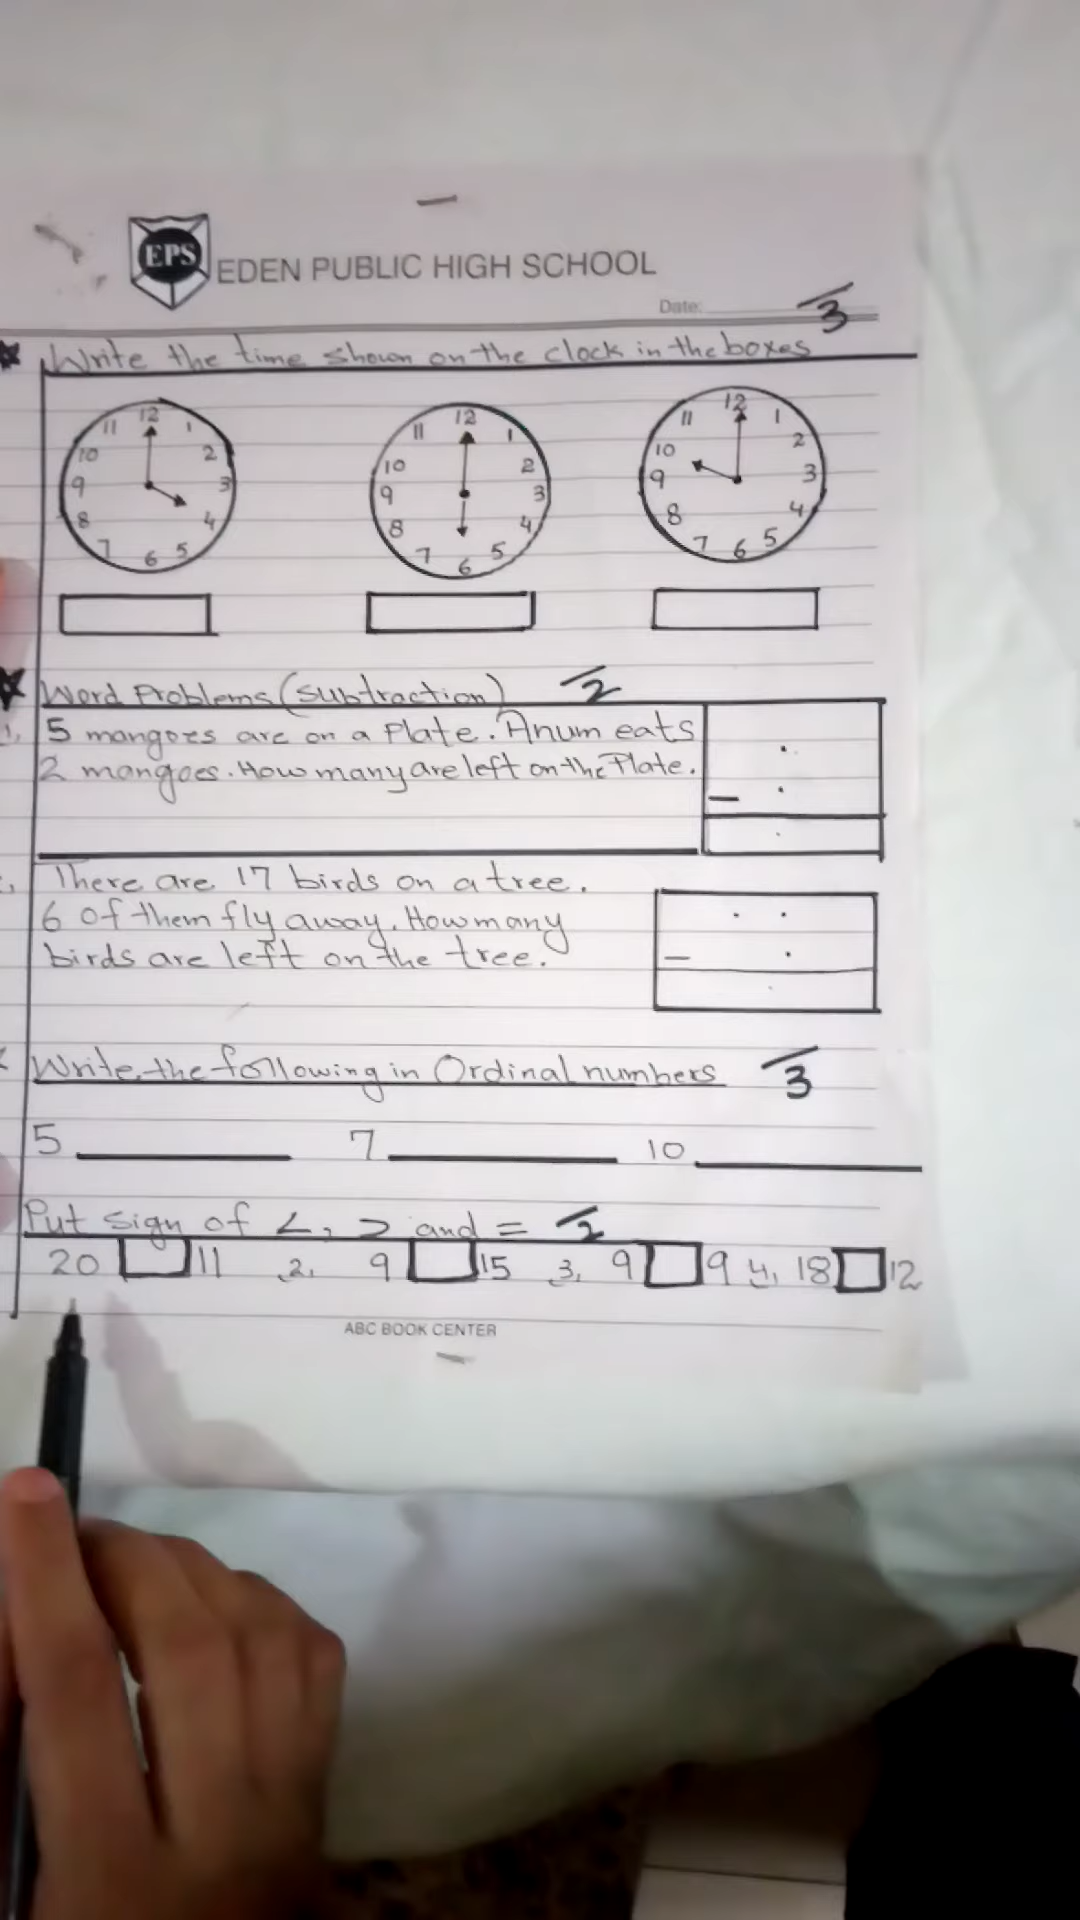 EPS
EDEN PUBLIC HIGH SCHOOL
Date:
3
Write the time shown on the clock in the boxes
12 1 2 3 4 5 6 7 8 9 10 11
12 1 2 3 4 5 6 7 8 9 10 11
12 1 2 3 4 5 6 7 8 9 10 11
Word Problems (subtraction) 2
1, 5 mangoes are on a Plate. Anum eats
2 mangoes. How many are left on the Plate.
There are 17 birds on a tree.
6 of them fly away. How many
birds are left on the tree.
Write the following in Ordinal numbers 3
5 7 10
Put sign of <, > and = 2
20 11 2, 9 15 3, 9 9 4, 18 12
ABC BOOK CENTER